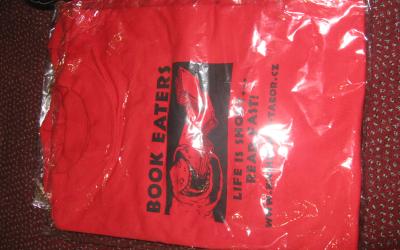 BOOK EATERS
LIFE IS SHORT...
READ FAST!